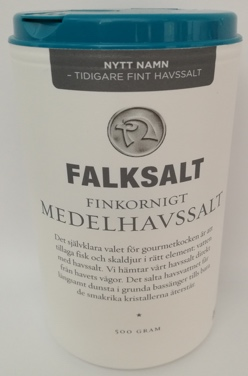 NYTT NAMN
– TIDIGARE FINT HAVSSALT
FALKSALT
FINKORNIGT
MEDELHAVSSALT
Det självklara valet för gourmetkocken är att
tillaga fisk och skaldjur i rätt element: vatten
med havssalt. Vi hämtar vårt havssalt direkt
från havets vågor. Det salta havsvattnet får
långsamt dunsta i grunda bassänger tills bara
de smakrika kristallerna återstår.
500 GRAM